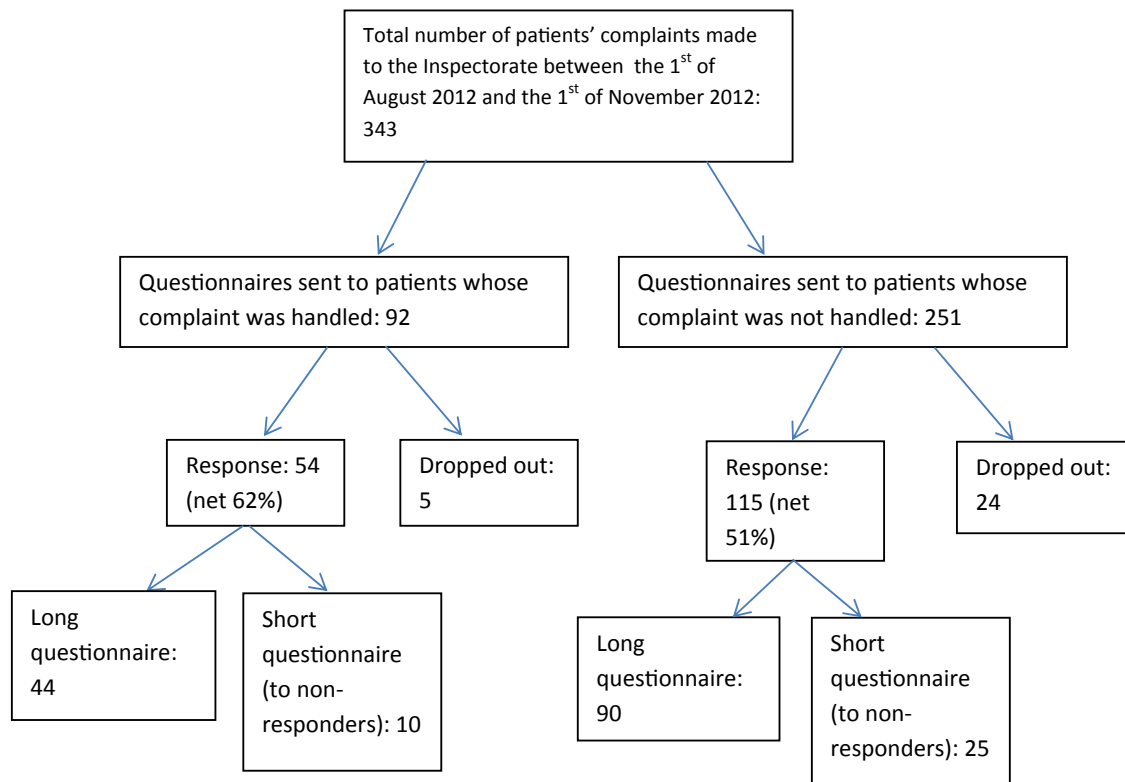 Total number of patients’ complaints made
to the Inspectorate between the 1st of
August 2012 and the 1st of November 2012:
343
Questionnaires sent to patients whose
complaint was handled: 92
Questionnaires sent to patients whose
complaint was not handled: 251
Response: 54
(net 62%)
Dropped out:
5
Response:
115 (net
51%)
Dropped out:
24
Long
questionnaire:
44
Short
questionnaire
(to non-
responders): 10
Long
questionnaire:
90
Short
questionnaire
(to non-
responders): 25